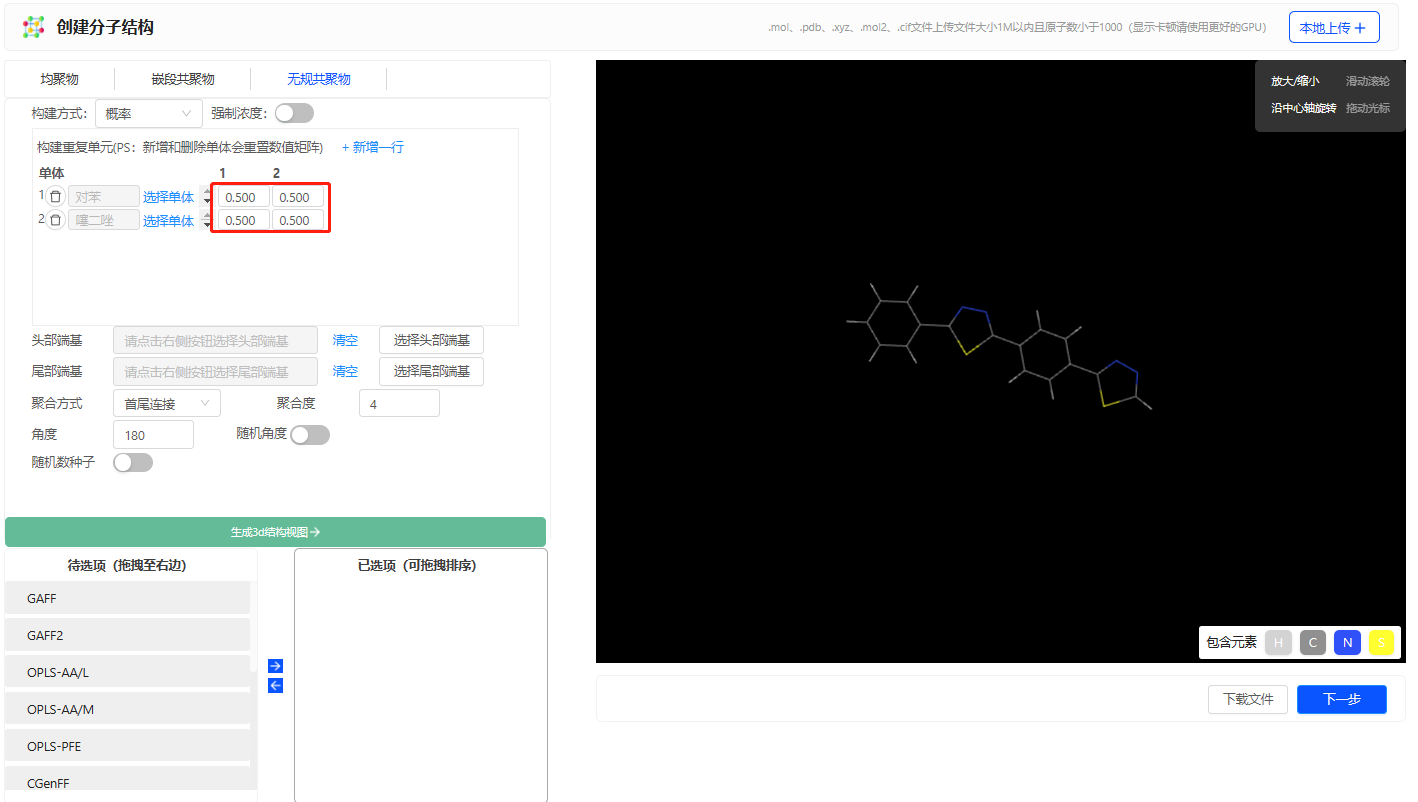 创建分子结构
.mol、.pdb、.xyz、.mol2、.cif文件上传文件大小1M以内且原子数小于1000（显示卡顿请使用更好的GPU）
本地上传
均聚物 嵌段共聚物 无规共聚物
构建方式： 概率 强制浓度：
构建重复单元(PS：新增和删除单体会重置数值矩阵) + 新增一行
单体 1 2
1 对苯 选择单体 0.500 0.500
2 噻二唑 选择单体 0.500 0.500
头部端基 请点击右侧按钮选择头部端基 清空 选择头部端基
尾部端基 请点击右侧按钮选择尾部端基 清空 选择尾部端基
聚合方式 首尾连接 聚合度 4
角度 180 随机角度
随机数种子
生成3d结构视图
待选项（拖拽至右边）
GAFF
GAFF2
OPLS-AA/L
OPLS-AA/M
OPLS-PFE
CGenFF
已选项（可拖拽排序）
放大/缩小 滑动滚轮
沿中心轴旋转 拖动光标
包含元素 H C N S
下载文件 下一步